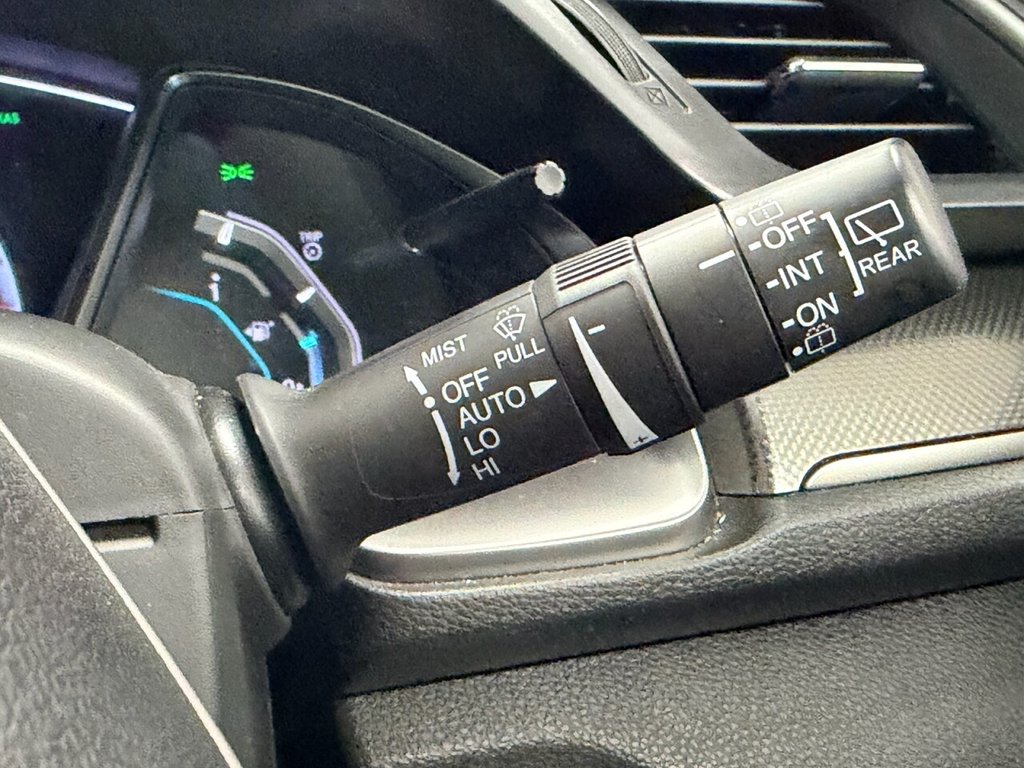 TRIP
MIST
PULL
OFF
AUTO
LO
HI
-
+
OFF
INT
ON
REAR